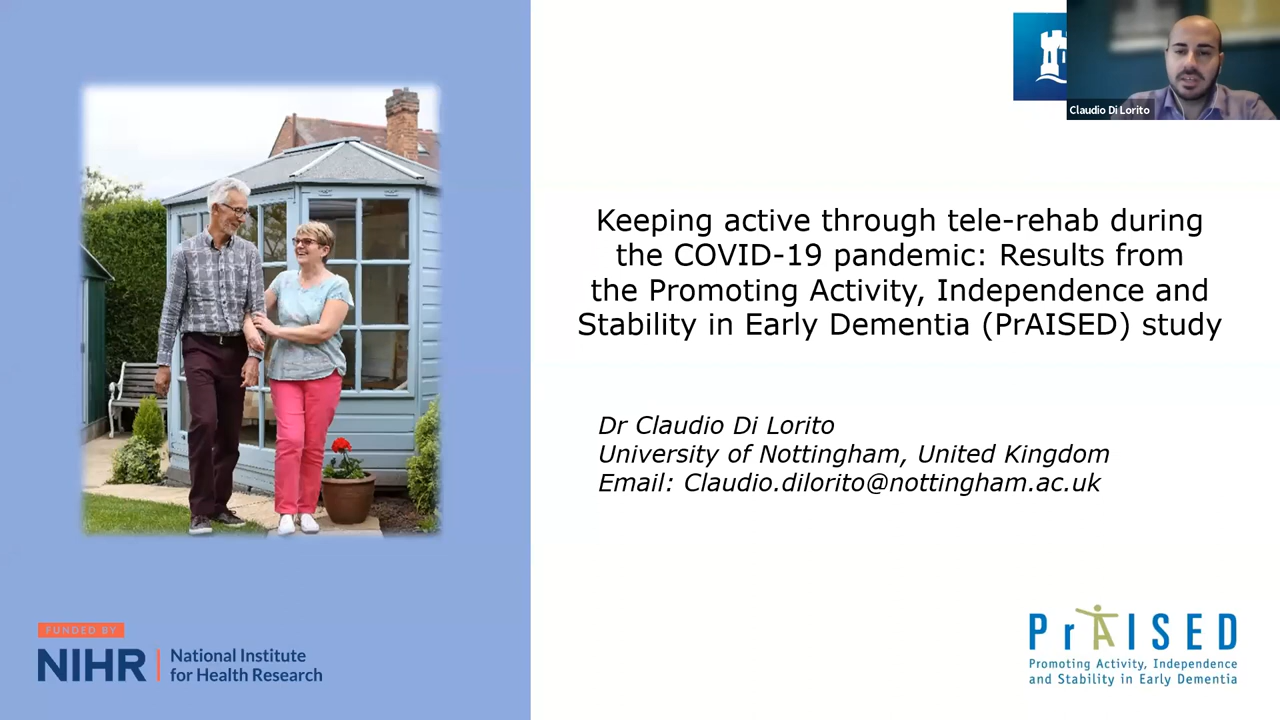 Claudio Di Lorito
Keeping active through tele-rehab during
the COVID-19 pandemic: Results from
the Promoting Activity, Independence and
Stability in Early Dementia (PrAISED) study
Dr Claudio Di Lorito
University of Nottingham, United Kingdom
Email: Claudio.dilorito@nottingham.ac.uk
FUNDED BY
NIHR | National Institute
for Health Research
PrAISED
Promoting Activity, Independence
and Stability in Early Dementia